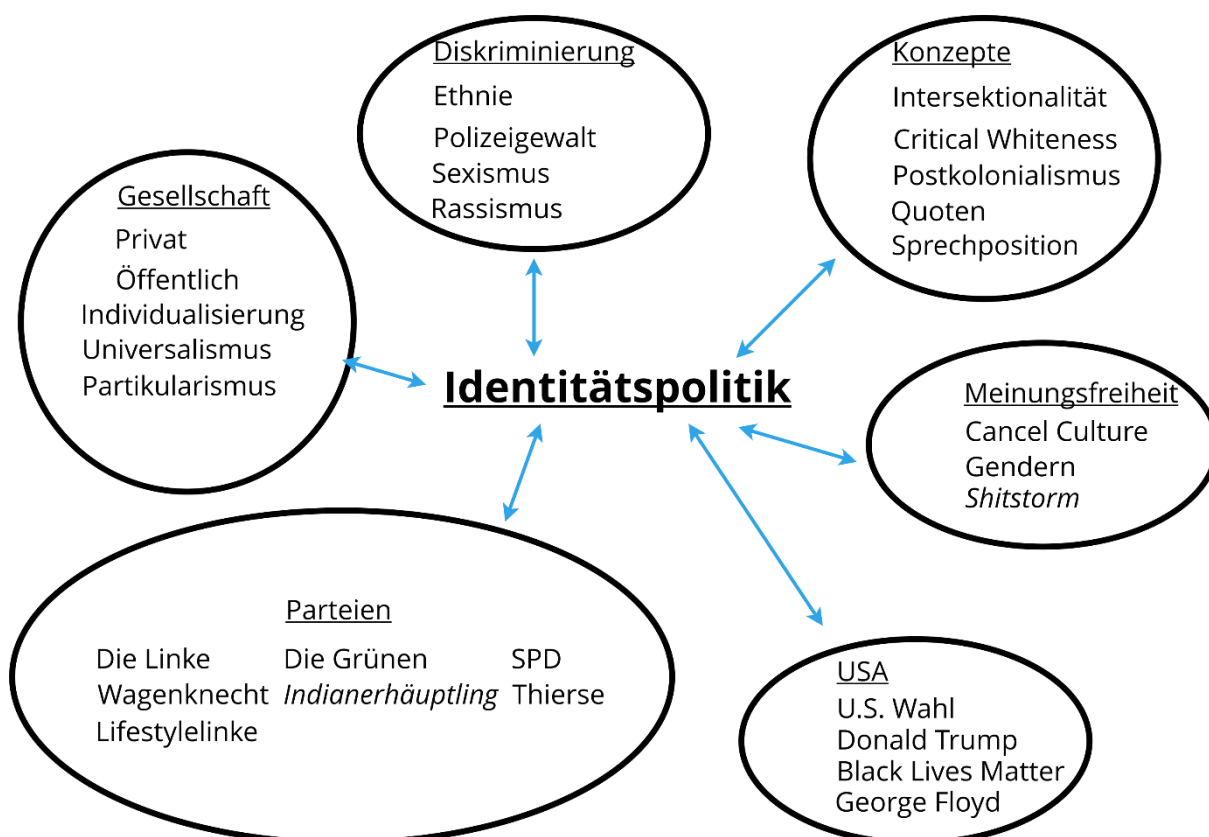 Diskriminierung
Ethnie
Polizeigewalt
Sexismus
Rassismus
Konzepte
Intersektionalität
Critical Whiteness
Postkolonialismus
Quoten
Sprechposition
Gesellschaft
Privat
Öffentlich
Individualisierung
Universalismus
Partikularismus
Identitätspolitik
Meinungsfreiheit
Cancel Culture
Gendern
Shitstorm
Parteien
Die Linke Die Grünen SPD
Wagenknecht Indianerhäuptling Thierse
Lifestylelinke
USA
U.S. Wahl
Donald Trump
Black Lives Matter
George Floyd